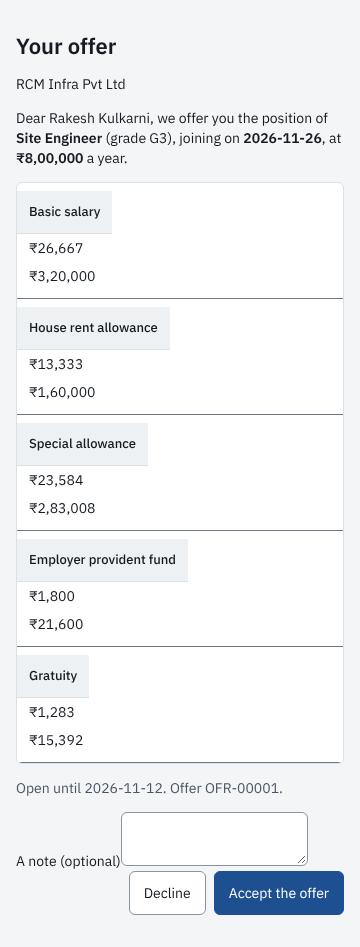 Your offer
RCM Infra Pvt Ltd
Dear Rakesh Kulkarni, we offer you the position of
Site Engineer (grade G3), joining on 2026-11-26, at
₹8,00,000 a year.
Basic salary
₹26,667
₹3,20,000
House rent allowance
₹13,333
₹1,60,000
Special allowance
₹23,584
₹2,83,008
Employer provident fund
₹1,800
₹21,600
Gratuity
₹1,283
₹15,392
Open until 2026-11-12. Offer OFR-00001.
A note (optional)
Decline
Accept the offer